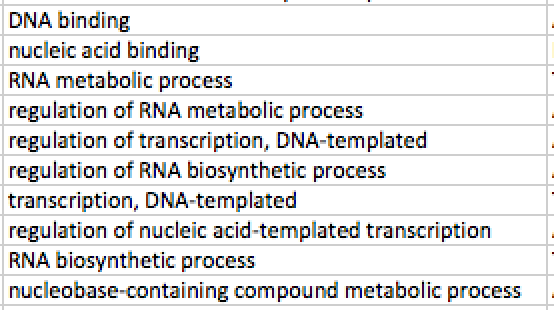 DNA binding
nucleic acid binding
RNA metabolic process
regulation of RNA metabolic process
regulation of transcription, DNA-templated
regulation of RNA biosynthetic process
transcription, DNA-templated
regulation of nucleic acid-templated transcription
RNA biosynthetic process
nucleobase-containing compound metabolic process